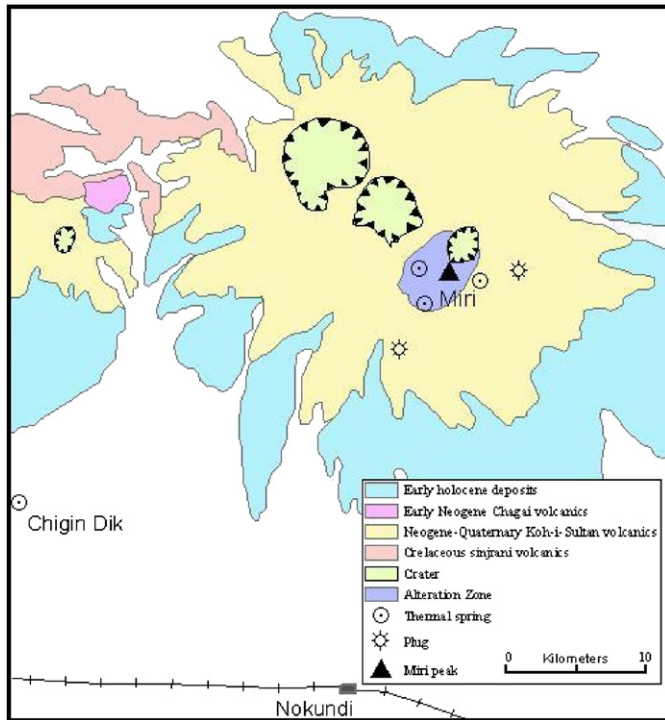 Miri
Chigin Dik
Nokundi
Early holocene deposits
Early Neogene Chagai volcanics
Neogene-Quaternary Koh-i-Sultan volcanics
Crelaceous sinjrani volcanics
Crater
Alteration Zone
Thermal spring
Plug
Miri peak
0 Kilometers 10